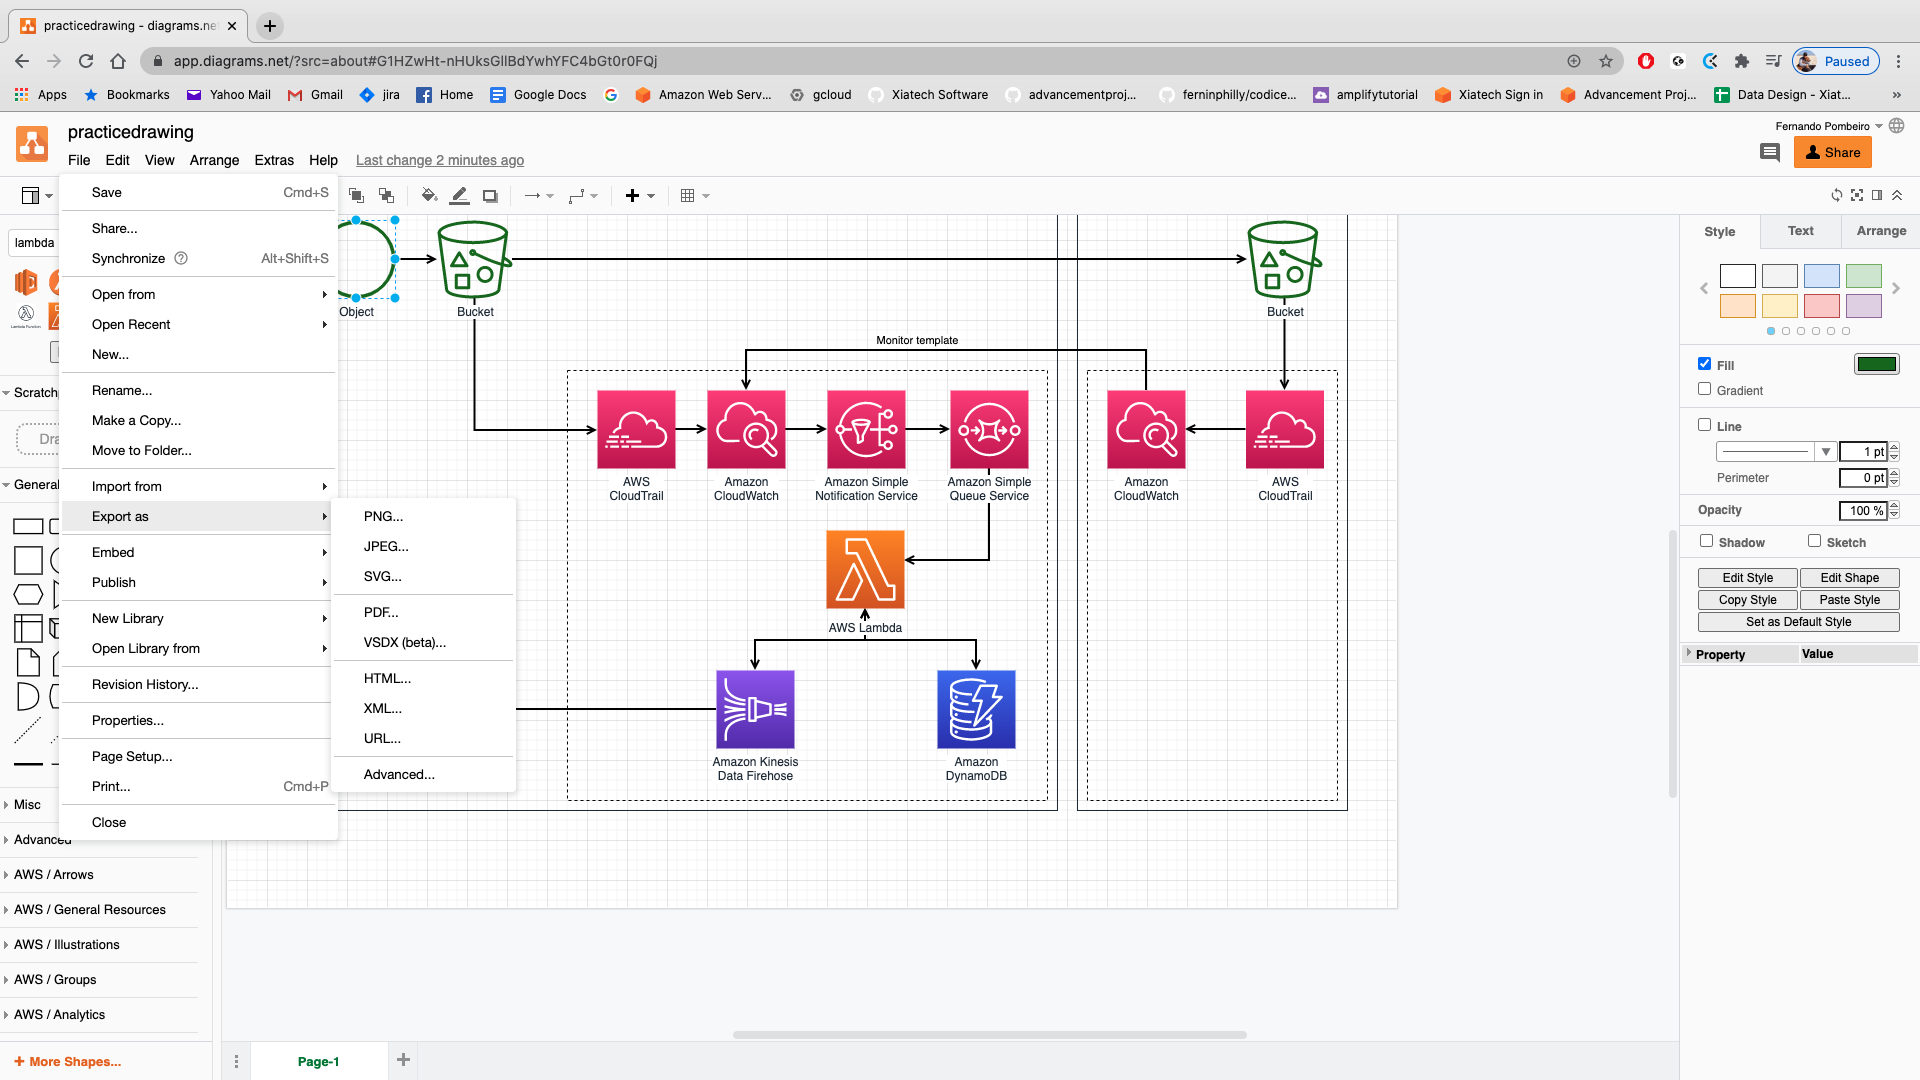 practicedrawing - diagrams.ne
app.diagrams.net/?src=about#G1HZwHt-nHUksGllBdYwhYFC4bGt0r0FQj
Paused
Apps
Bookmarks
Yahoo Mail
Gmail
jira
Home
Google Docs
Amazon Web Serv...
gcloud
Xiatech Software
advancementproj...
ferninphilly/codice...
amplifytutorial
Xiatech Sign in
Advancement Proj...
Data Design - Xiat...
practicedrawing
Fernando Pombeiro
File Edit View Arrange Extras Help Last change 2 minutes ago
Share
Save Cmd+S
Share...
Synchronize Alt+Shift+S
Open from
Open Recent
New...
Rename...
Make a Copy...
Move to Folder...
Import from
Export as
Embed
Publish
New Library
Open Library from
Revision History...
Properties...
Page Setup...
Print... Cmd+P
Close
PNG...
JPEG...
SVG...
PDF...
VSDX (beta)...
HTML...
XML...
URL...
Advanced...
lambda
Lambda Function
Scratch
Dra
General
Misc
Advanced
AWS / Arrows
AWS / General Resources
AWS / Illustrations
AWS / Groups
AWS / Analytics
+ More Shapes...
Object
Bucket
Bucket
Monitor template
AWS
CloudTrail
Amazon
CloudWatch
Amazon Simple
Notification Service
Amazon Simple
Queue Service
Amazon
CloudWatch
AWS
CloudTrail
AWS Lambda
Amazon Kinesis
Data Firehose
Amazon
DynamoDB
Page-1
Style Text Arrange
Fill
Gradient
Line
1 pt
Perimeter 0 pt
Opacity 100 %
Shadow Sketch
Edit Style Edit Shape
Copy Style Paste Style
Set as Default Style
Property Value